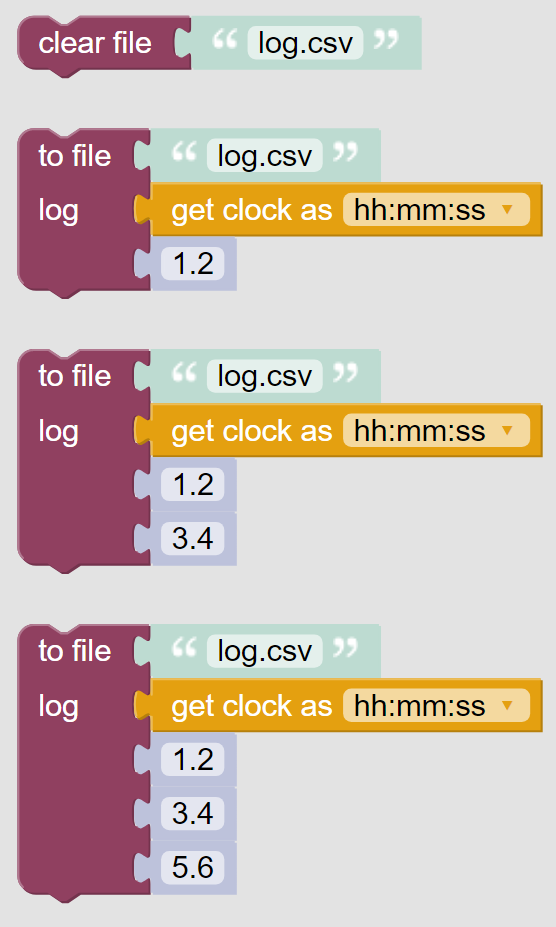 clear file “ log.csv ”
to file “ log.csv ”
log get clock as hh:mm:ss ▼
1.2
to file “ log.csv ”
log get clock as hh:mm:ss ▼
1.2
3.4
to file “ log.csv ”
log get clock as hh:mm:ss ▼
1.2
3.4
5.6